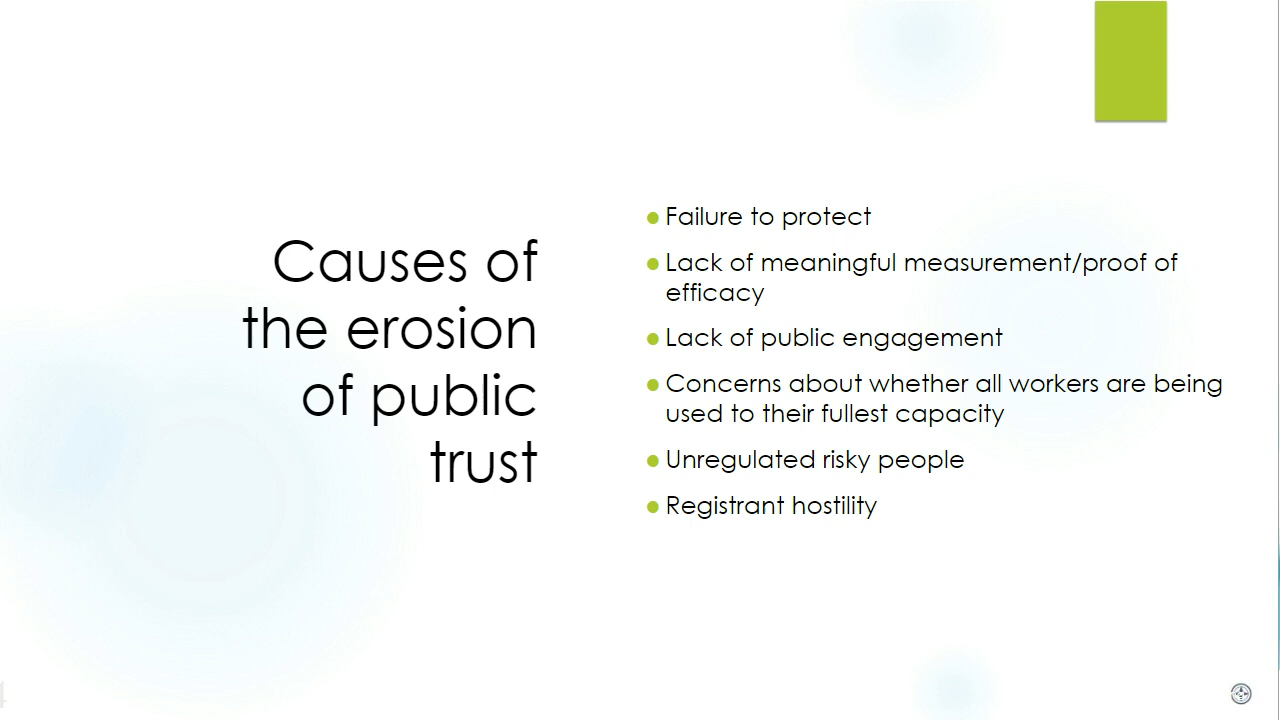 Causes of
the erosion
of public
trust
Failure to protect
Lack of meaningful measurement/proof of
efficacy
Lack of public engagement
Concerns about whether all workers are being
used to their fullest capacity
Unregulated risky people
Registrant hostility